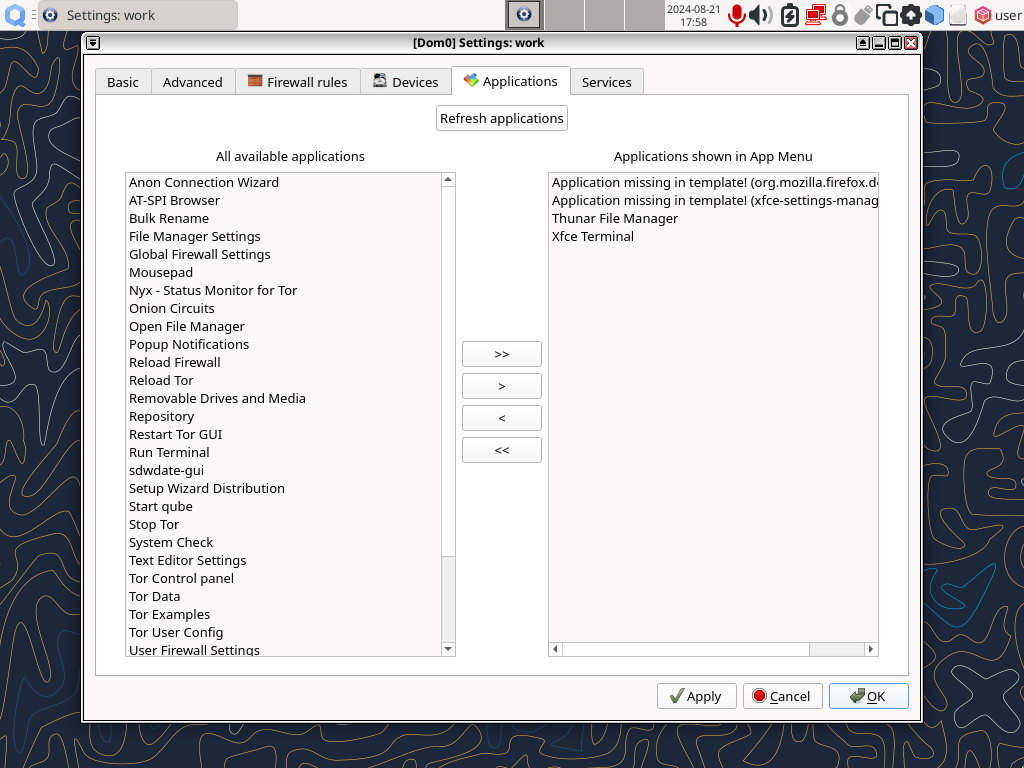 Settings: work
2024-08-21
17:58
user
[Dom0] Settings: work
Basic
Advanced
Firewall rules
Devices
Applications
Services
Refresh applications
All available applications
Anon Connection Wizard
AT-SPI Browser
Bulk Rename
File Manager Settings
Global Firewall Settings
Mousepad
Nyx - Status Monitor for Tor
Onion Circuits
Open File Manager
Popup Notifications
Reload Firewall
Reload Tor
Removable Drives and Media
Repository
Restart Tor GUI
Run Terminal
sdwdate-gui
Setup Wizard Distribution
Start qube
Stop Tor
System Check
Text Editor Settings
Tor Control panel
Tor Data
Tor Examples
Tor User Config
User Firewall Settings
>>
>
<
<<
Applications shown in App Menu
Application missing in template! (org.mozilla.firefox.de
Application missing in template! (xfce-settings-manag
Thunar File Manager
Xfce Terminal
Apply
Cancel
OK